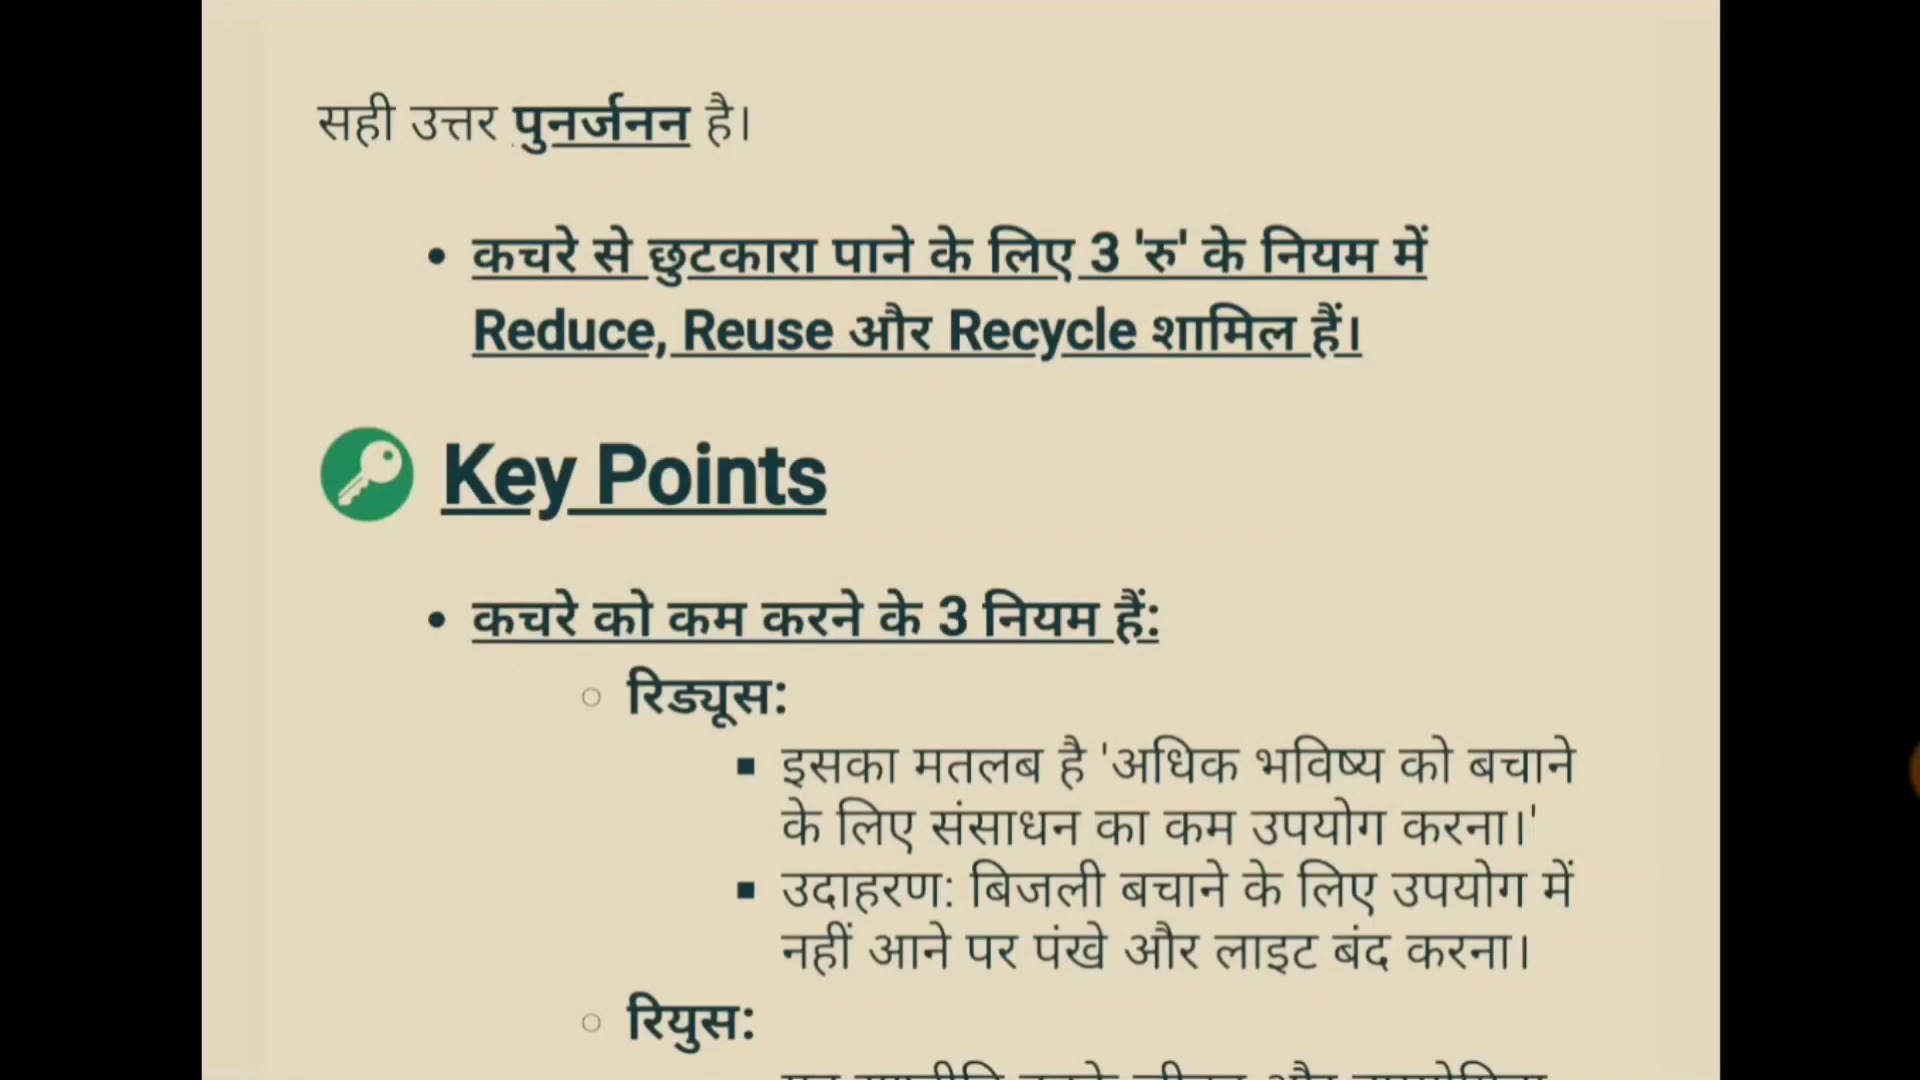 सही उत्तर पुनर्जनन है।
कचरे से छुटकारा पाने के लिए 3 'रु' के नियम में
Reduce, Reuse और Recycle शामिल हैं।
Key Points
कचरे को कम करने के 3 नियम हैं:
रिड्यूस:
इसका मतलब है 'अधिक भविष्य को बचाने
के लिए संसाधन का कम उपयोग करना।'
उदाहरण: बिजली बचाने के लिए उपयोग में
नहीं आने पर पंखे और लाइट बंद करना।
रियुस: